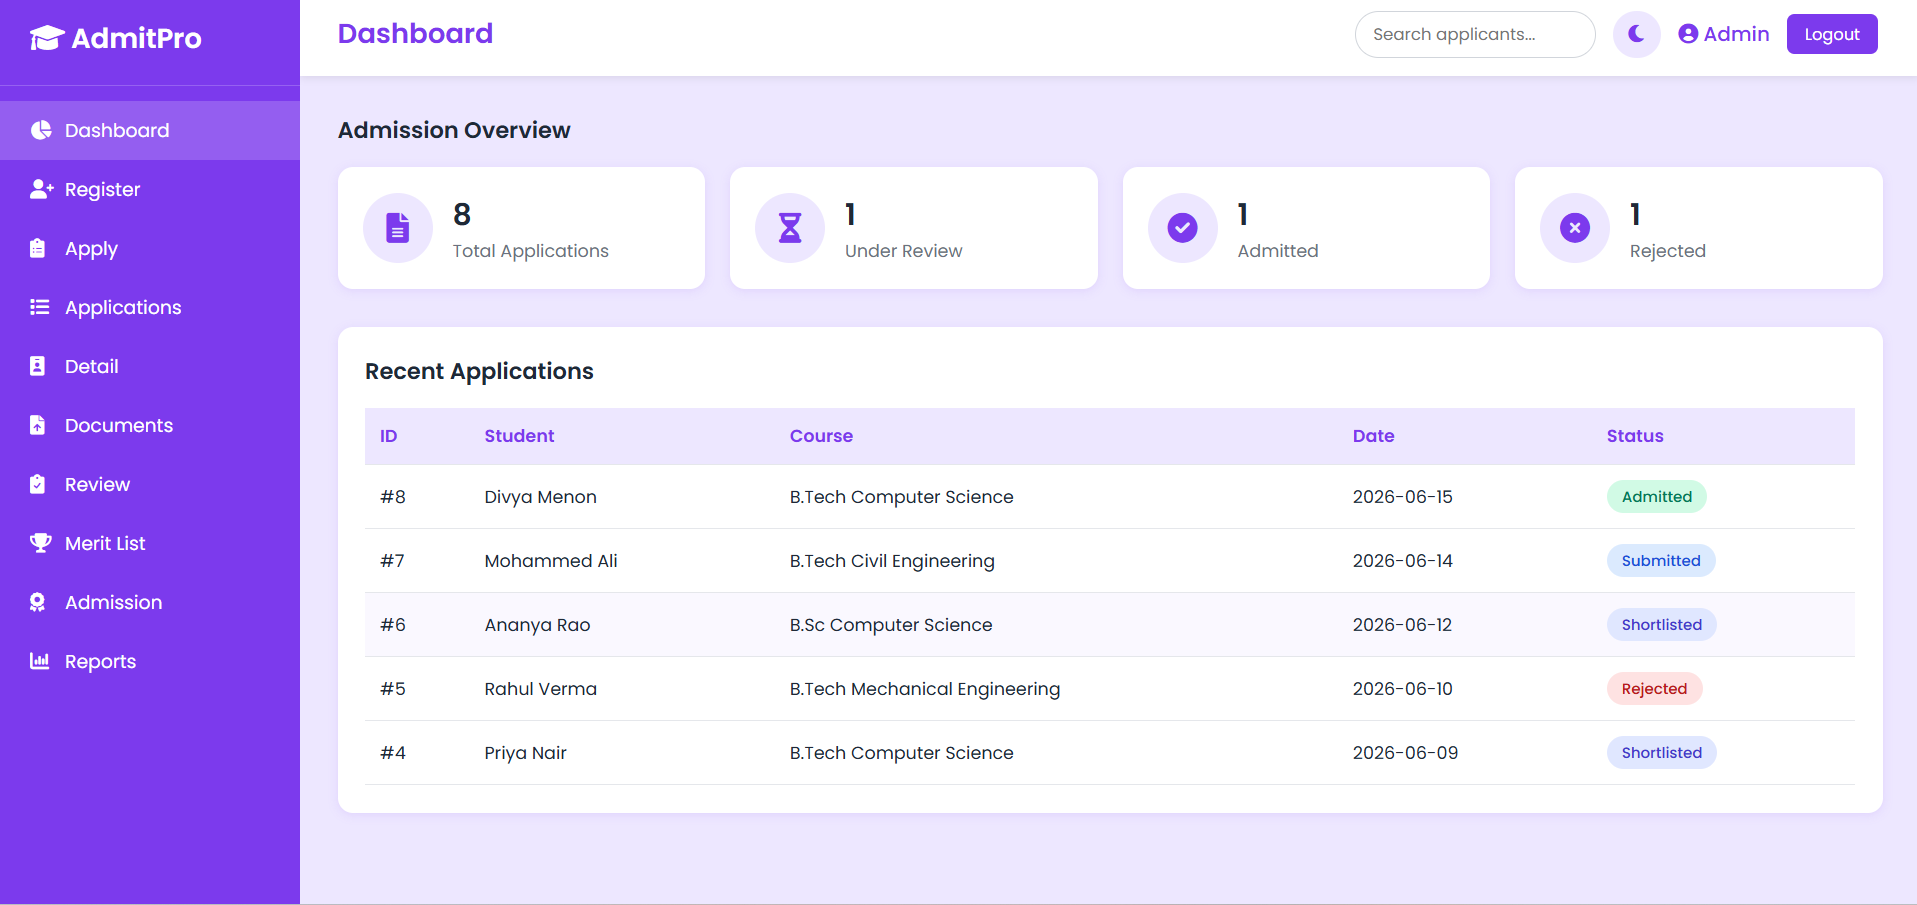 AdmitPro
Dashboard
Register
Apply
Applications
Detail
Documents
Review
Merit List
Admission
Reports
Dashboard
Search applicants...
Admin
Logout
Admission Overview
8
Total Applications
1
Under Review
1
Admitted
1
Rejected
Recent Applications
ID Student Course Date Status
#8 Divya Menon B.Tech Computer Science 2026-06-15 Admitted
#7 Mohammed Ali B.Tech Civil Engineering 2026-06-14 Submitted
#6 Ananya Rao B.Sc Computer Science 2026-06-12 Shortlisted
#5 Rahul Verma B.Tech Mechanical Engineering 2026-06-10 Rejected
#4 Priya Nair B.Tech Computer Science 2026-06-09 Shortlisted